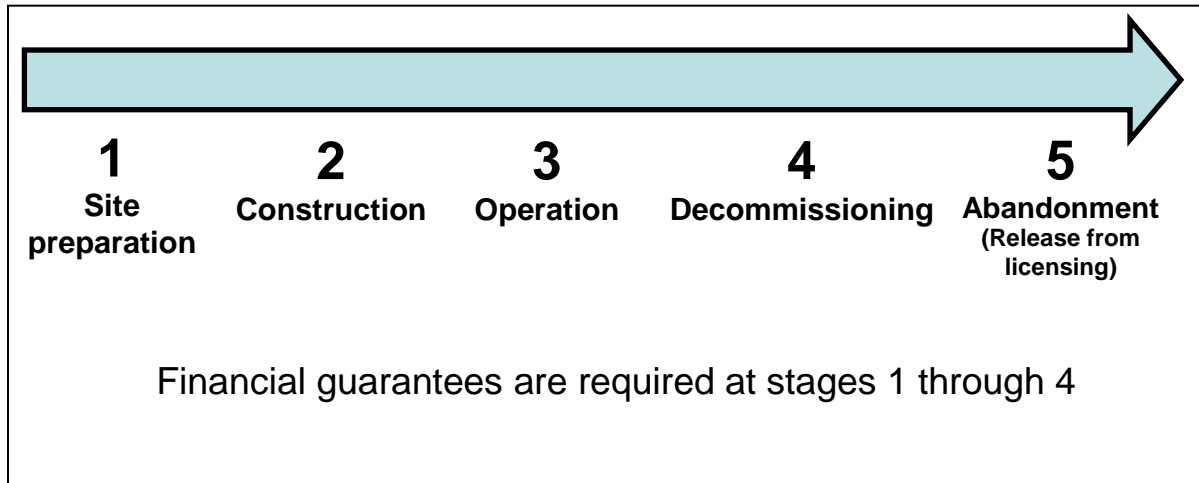 1
Site
preparation
2
Construction
3
Operation
4
Decommissioning
5
Abandonment
(Release from
licensing)
Financial guarantees are required at stages 1 through 4